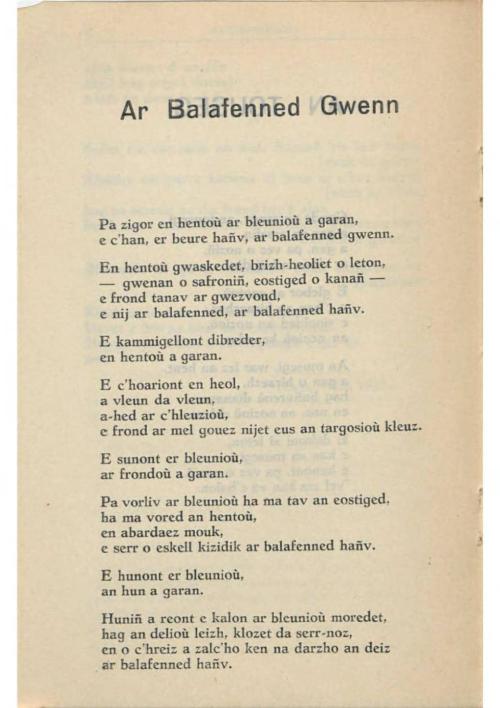 Ar Balafenned Gwenn
Pa zigor en hentoù ar bleunioù a garan,
e c'han, er beure hañv, ar balafenned gwenn.
En hentoù gwaskedet, brizh-heoliet o leton,
— gwenan o safroniñ, eostiged o kanañ —
e frond tanav ar gwezvoud,
e nij ar balafenned, ar balafenned hañv.
E kammigellont dibreder,
en hentoù a garan.
E c'hoariont en heol,
a vleun da vleun,
a-hed ar c'hleuzioù,
e frond ar mel gouez nijet eus an targosioù kleuz.
E sunont er bleunioù,
ar frondoù a garan.
Pa vorliv ar bleunioù ha ma tav an eostiged,
ha ma vored an hentoù,
en abardaez mouk,
e serr o eskell kizidik ar balafenned hañv.
E hunont er bleunioù,
an hun a garan.
Huniñ a reont e kalon ar bleunioù moredet,
hag an delioù leizh, klozet da serr-noz,
en o c'hreiz a zalc'ho ken na darzho an deiz
ar balafenned hañv.